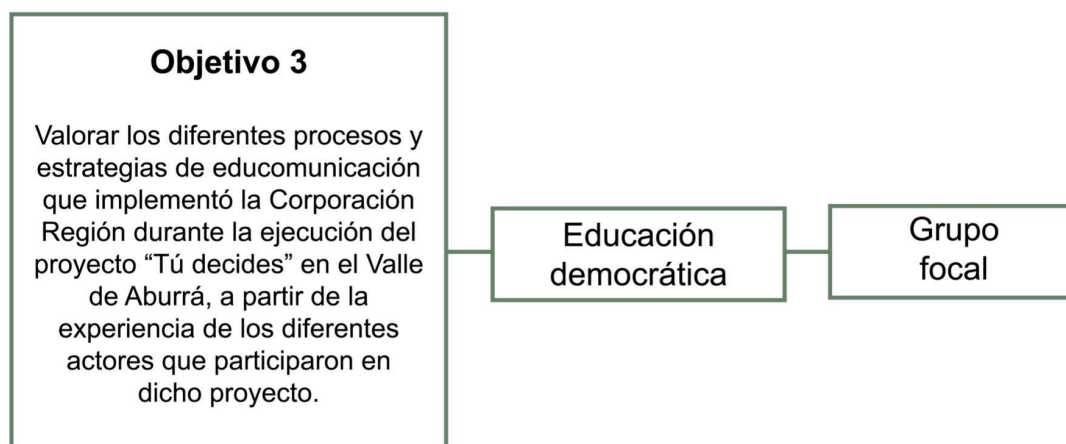 Objetivo 3
Valorar los diferentes procesos y
estrategias de educomunicación
que implementó la Corporación
Región durante la ejecución del
proyecto “Tú decides” en el Valle
de Aburrá, a partir de la
experiencia de los diferentes
actores que participaron en
dicho proyecto.
Educación
democrática
Grupo
focal